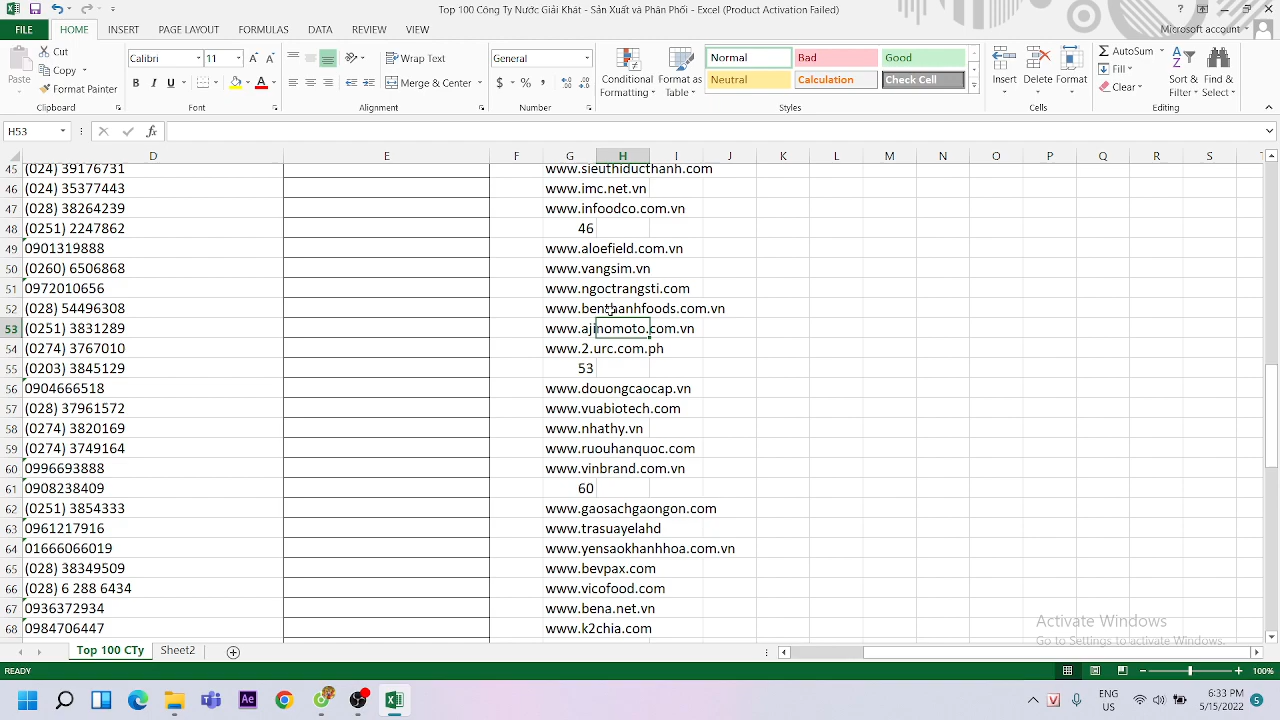 Top 100 Công Ty Nước Giải Khát - Sản Xuất và Phân Phối - Excel (Product Activation Failed)
FILE HOME INSERT PAGE LAYOUT FORMULAS DATA REVIEW VIEW Microsoft account
Paste
Cut
Copy
Format Painter
Clipboard
Calibri 11
B I U
Font
Wrap Text
Merge & Center
Alignment
General
$ % ,
Number
Conditional Formatting
Format as Table
Normal Bad Good
Neutral Calculation Check Cell
Styles
Insert Delete Format
Cells
AutoSum
Fill
Clear
Sort & Filter
Find & Select
Editing
H53 fx
D E F G H I J K L M N O P Q R S
45 (024) 39176731 www.sieuthiducthanh.com
46 (024) 35377443 www.imc.net.vn
47 (028) 38264239 www.infoodco.com.vn
48 (0251) 2247862 46
49 0901319888 www.aloefield.com.vn
50 (0260) 6506868 www.vangsim.vn
51 0972010656 www.ngoctrangsti.com
52 (028) 54496308 www.benthanhfoods.com.vn
53 (0251) 3831289 www.ajinomoto.com.vn
54 (0274) 3767010 www.2.urc.com.ph
55 (0203) 3845129 53
56 0904666518 www.douongcaocap.vn
57 (028) 37961572 www.vuabiotech.com
58 (0274) 3820169 www.nhathy.vn
59 (0274) 3749164 www.ruouhanquoc.com
60 0996693888 www.vinbrand.com.vn
61 0908238409 60
62 (0251) 3854333 www.gaosachgaongon.com
63 0961217916 www.trasuayelahd
64 01666066019 www.yensaokhanhhoa.com.vn
65 (028) 38349509 www.bevpax.com
66 (028) 6 288 6434 www.vicofood.com
67 0936372934 www.bena.net.vn
68 0984706447 www.k2chia.com
Activate Windows
Go to Settings to activate Windows.
Top 100 CTy Sheet2
READY 100%
ENG
US
6:33 PM
5/15/2022
5